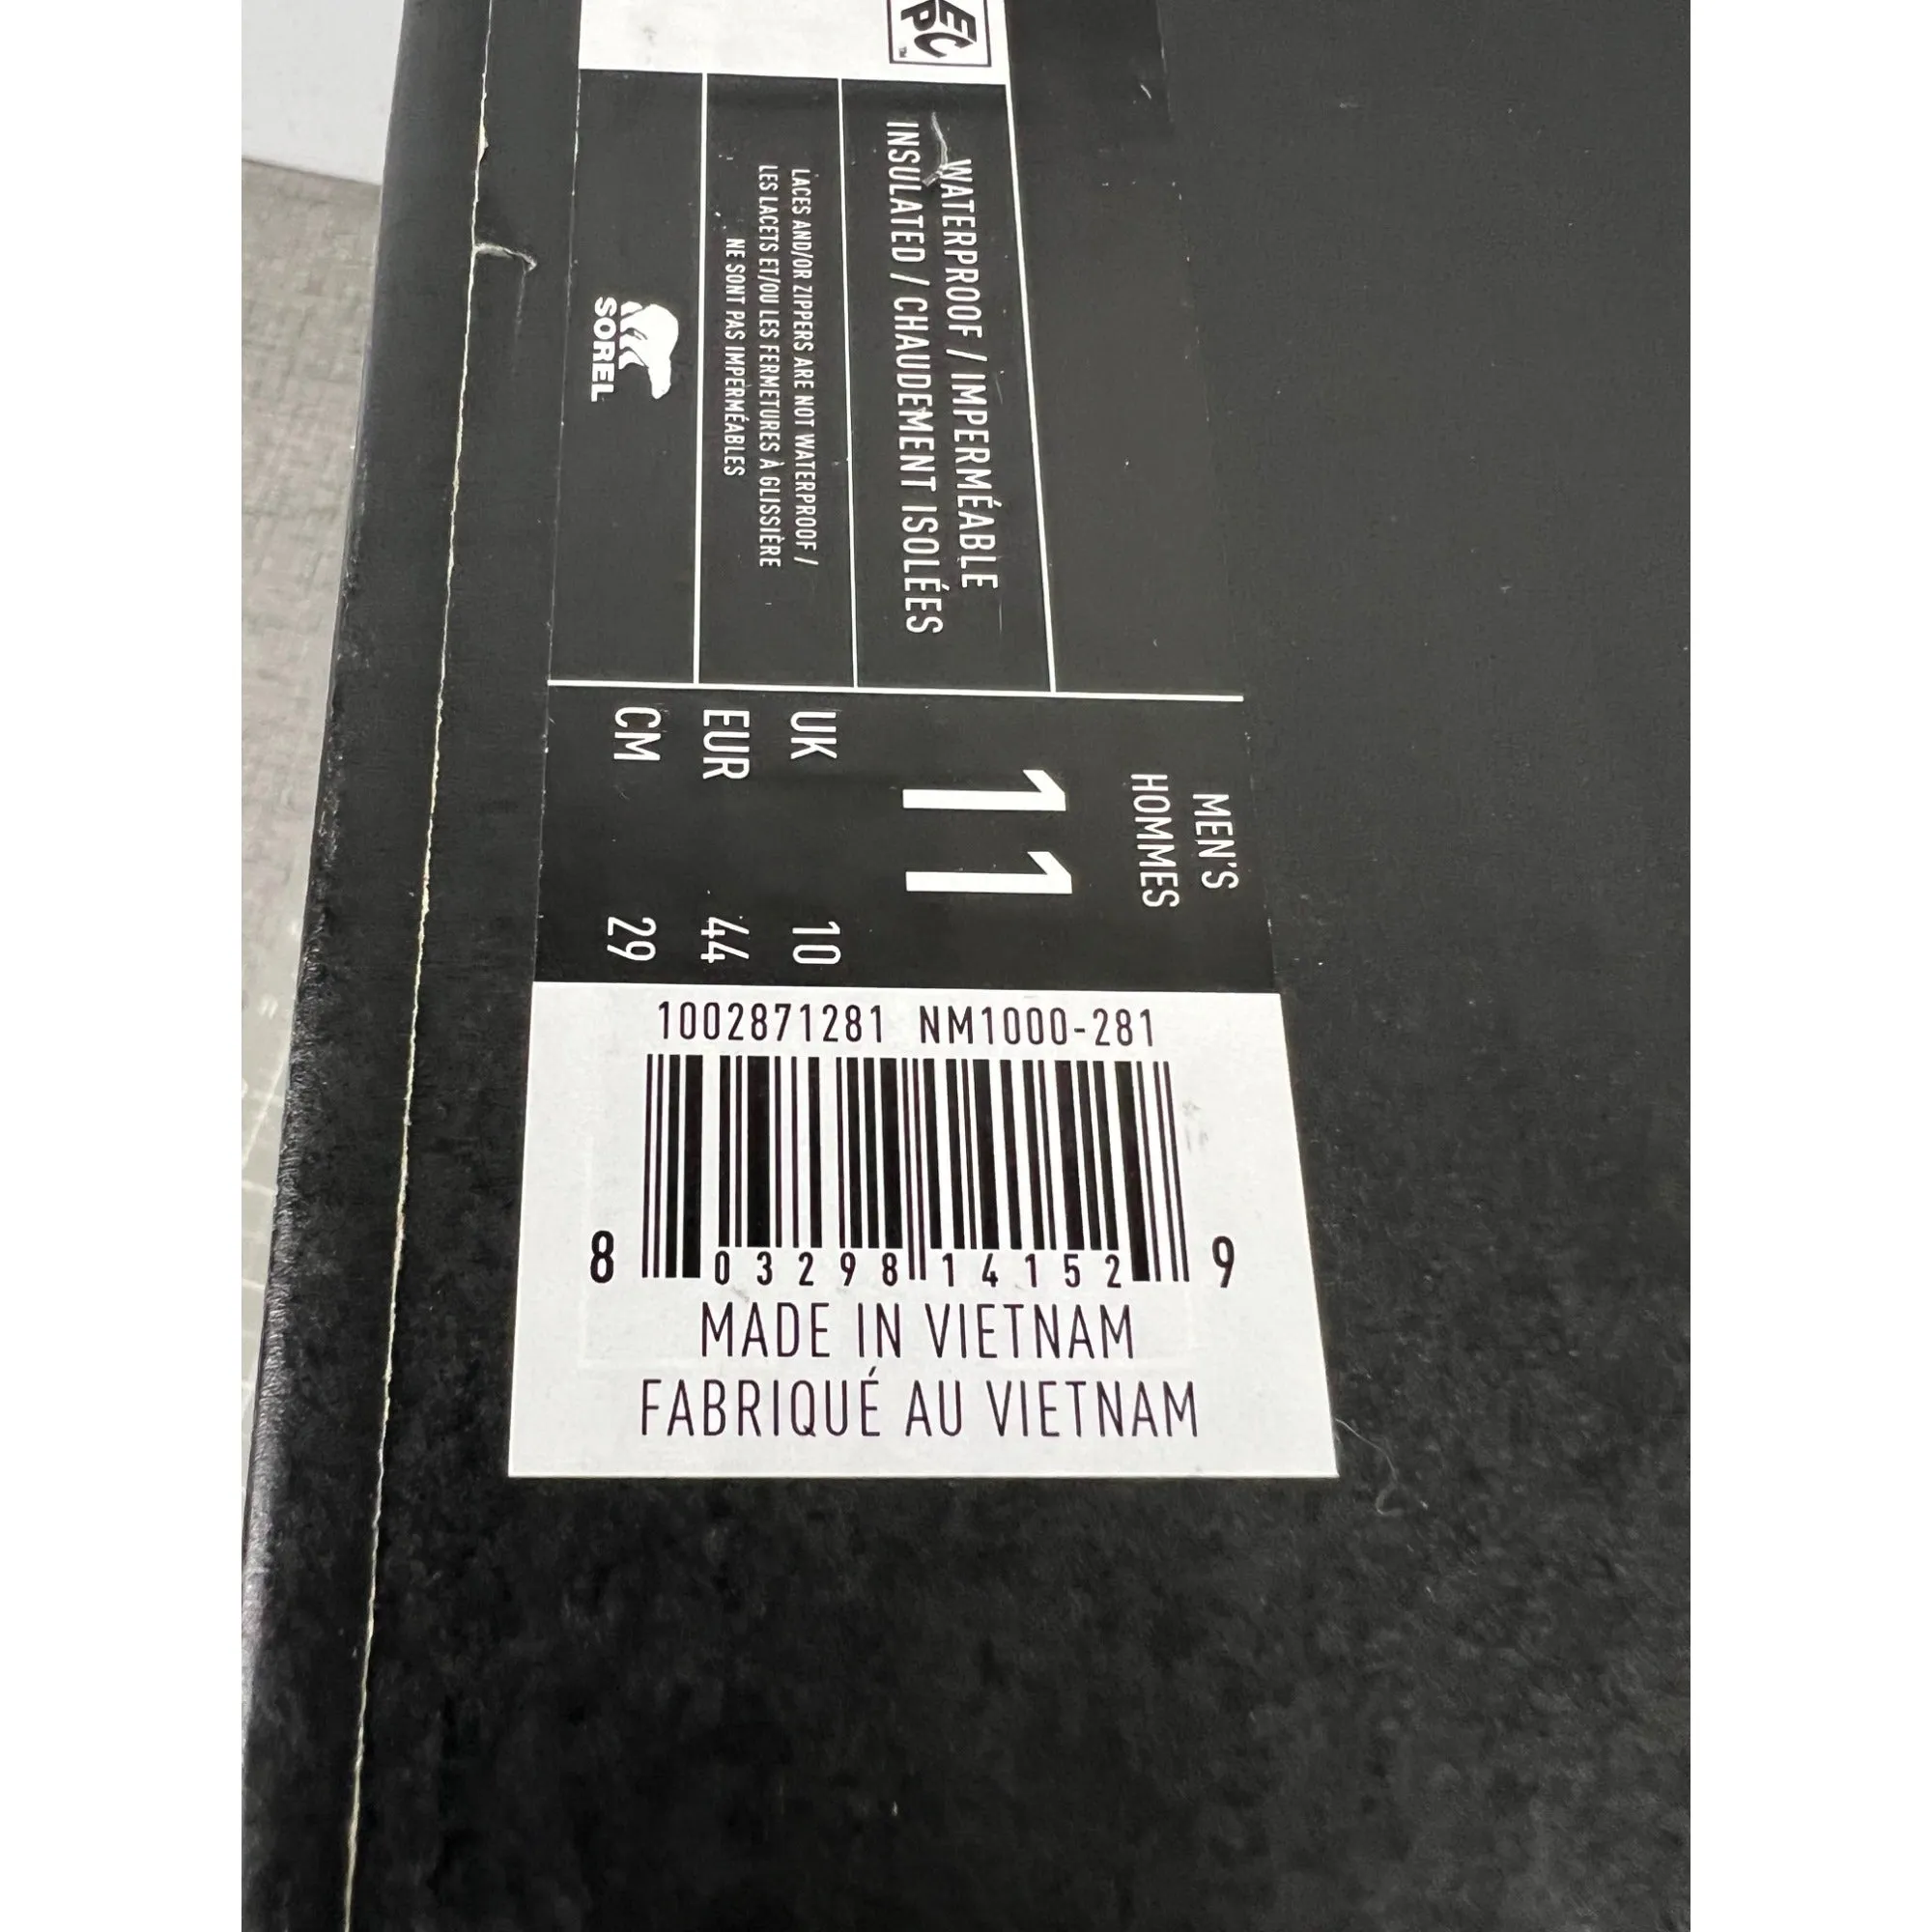 EC
P
™
WATERPROOF / IMPERMÉABLE
INSULATED / CHAUDEMENT ISOLÉES
LACES AND/OR ZIPPERS ARE NOT WATERPROOF /
LES LACETS ET/OU LES FERMETURES À GLISSIÈRE
NE SONT PAS IMPERMÉABLES
SOREL
MEN'S
HOMMES
11
UK 10
EUR 44
CM 29
1002871281 NM1000-281
8 03298 14152 9
MADE IN VIETNAM
FABRIQUÉ AU VIETNAM